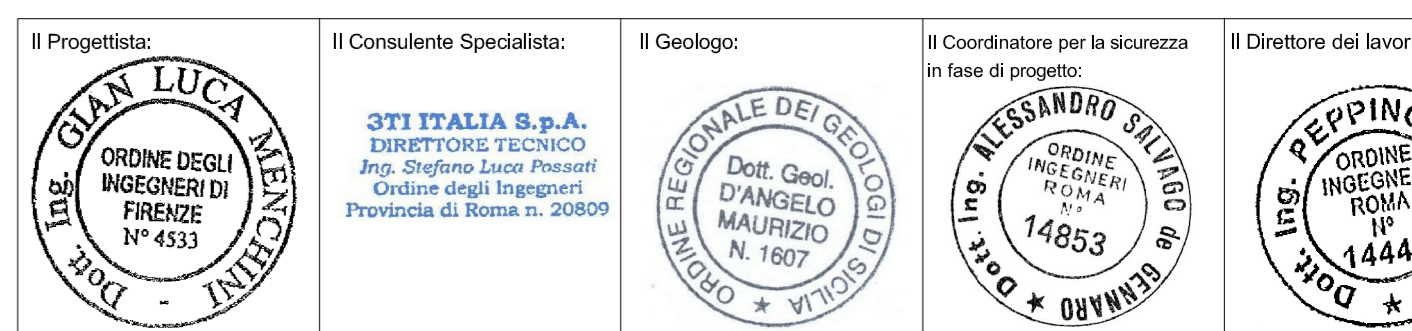 Il Progettista:
Dott. Ing. GIAN LUCA MENCHINI -
ORDINE DEGLI
INGEGNERI DI
FIRENZE
N° 4533
Il Consulente Specialista:
3TI ITALIA S.p.A.
DIRETTORE TECNICO
Ing. Stefano Luca Possati
Ordine degli Ingegneri
Provincia di Roma n. 20809
Il Geologo:
ORDINE REGIONALE DEI GEOLOGI DI SICILIA ★
Dott. Geol.
D'ANGELO
MAURIZIO
N. 1607
Il Coordinatore per la sicurezza
in fase di progetto:
Dott. Ing. ALESSANDRO SALVAGO de GENNARO ★
ORDINE
INGEGNERI
ROMA
N°
14853
Il Direttore dei lavor
Dott. Ing. PEPPINO ★
ORDINE
INGEGNE
ROMA
N°
1444